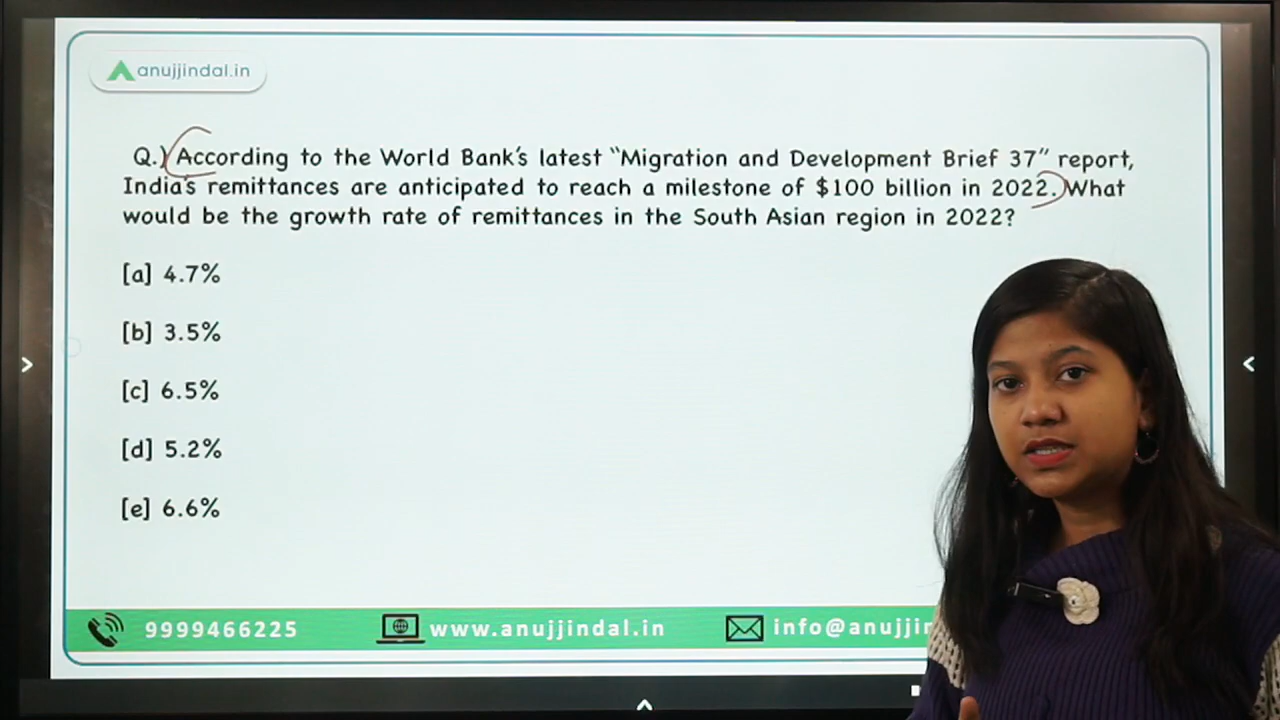 anujjindal.in
Q.) According to the World Bank's latest "Migration and Development Brief 37" report,
India's remittances are anticipated to reach a milestone of $100 billion in 2022. What
would be the growth rate of remittances in the South Asian region in 2022?
[a] 4.7%
[b] 3.5%
[c] 6.5%
[d] 5.2%
[e] 6.6%
9999466225 www.anujjindal.in info@anujjin